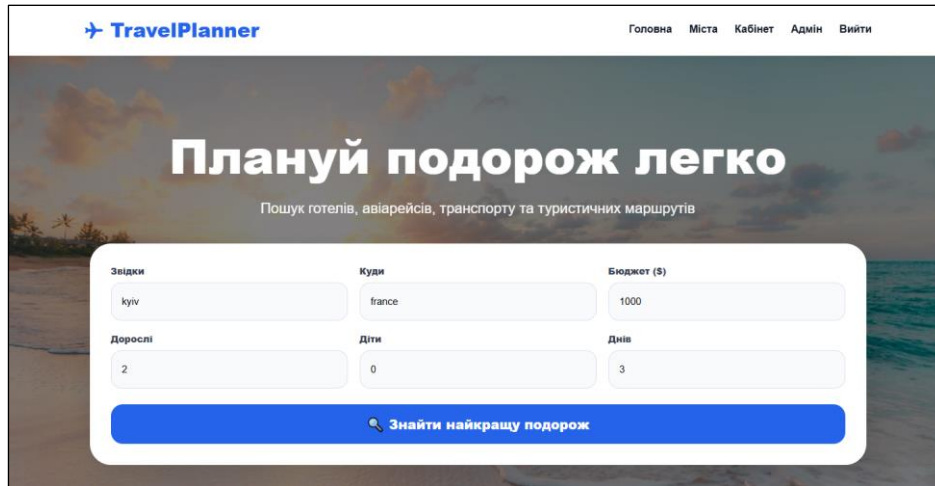 ✈ TravelPlanner
Головна Міста Кабінет Адмін Вийти
Плануй подорож легко
Пошук готелів, авіарейсів, транспорту та туристичних маршрутів
Звідки Куди Бюджет ($)
kyiv france 1000
Дорослі Діти Днів
2 0 3
🔍 Знайти найкращу подорож